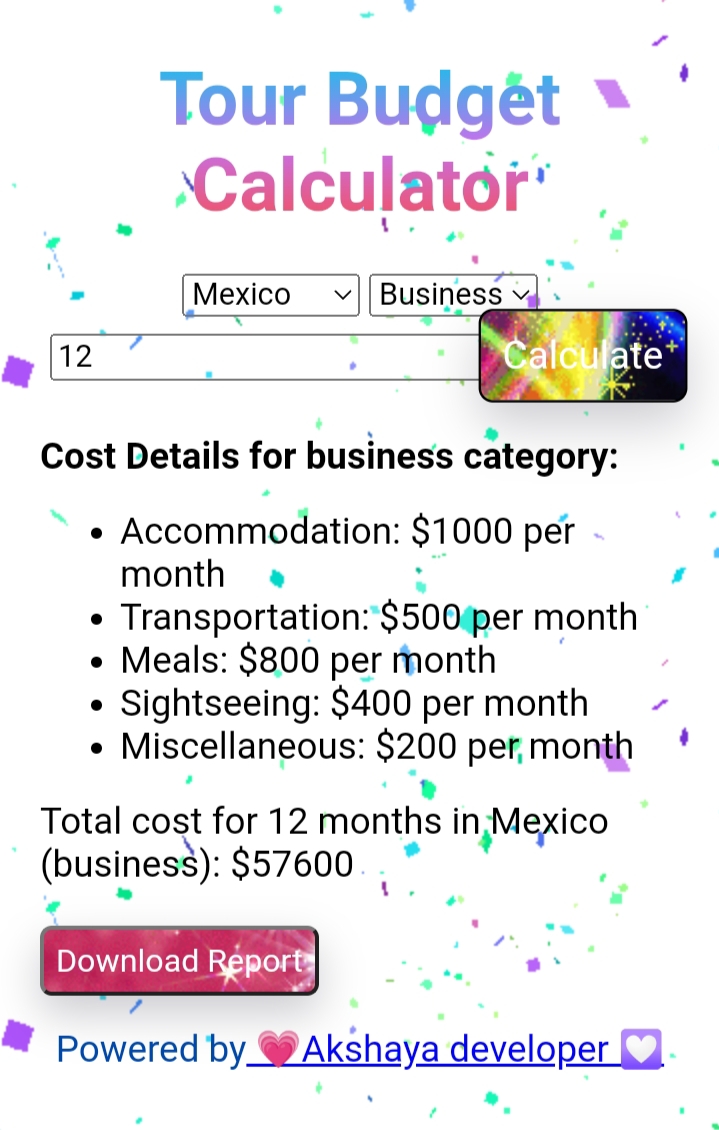 Tour Budget
Calculator
Mexico Business
12 Calculate
Cost Details for business category:
• Accommodation: $1000 per
month
• Transportation: $500 per month
• Meals: $800 per month
• Sightseeing: $400 per month
• Miscellaneous: $200 per month
Total cost for 12 months in Mexico
(business): $57600
Download Report
Powered by 💗Akshaya developer 💟